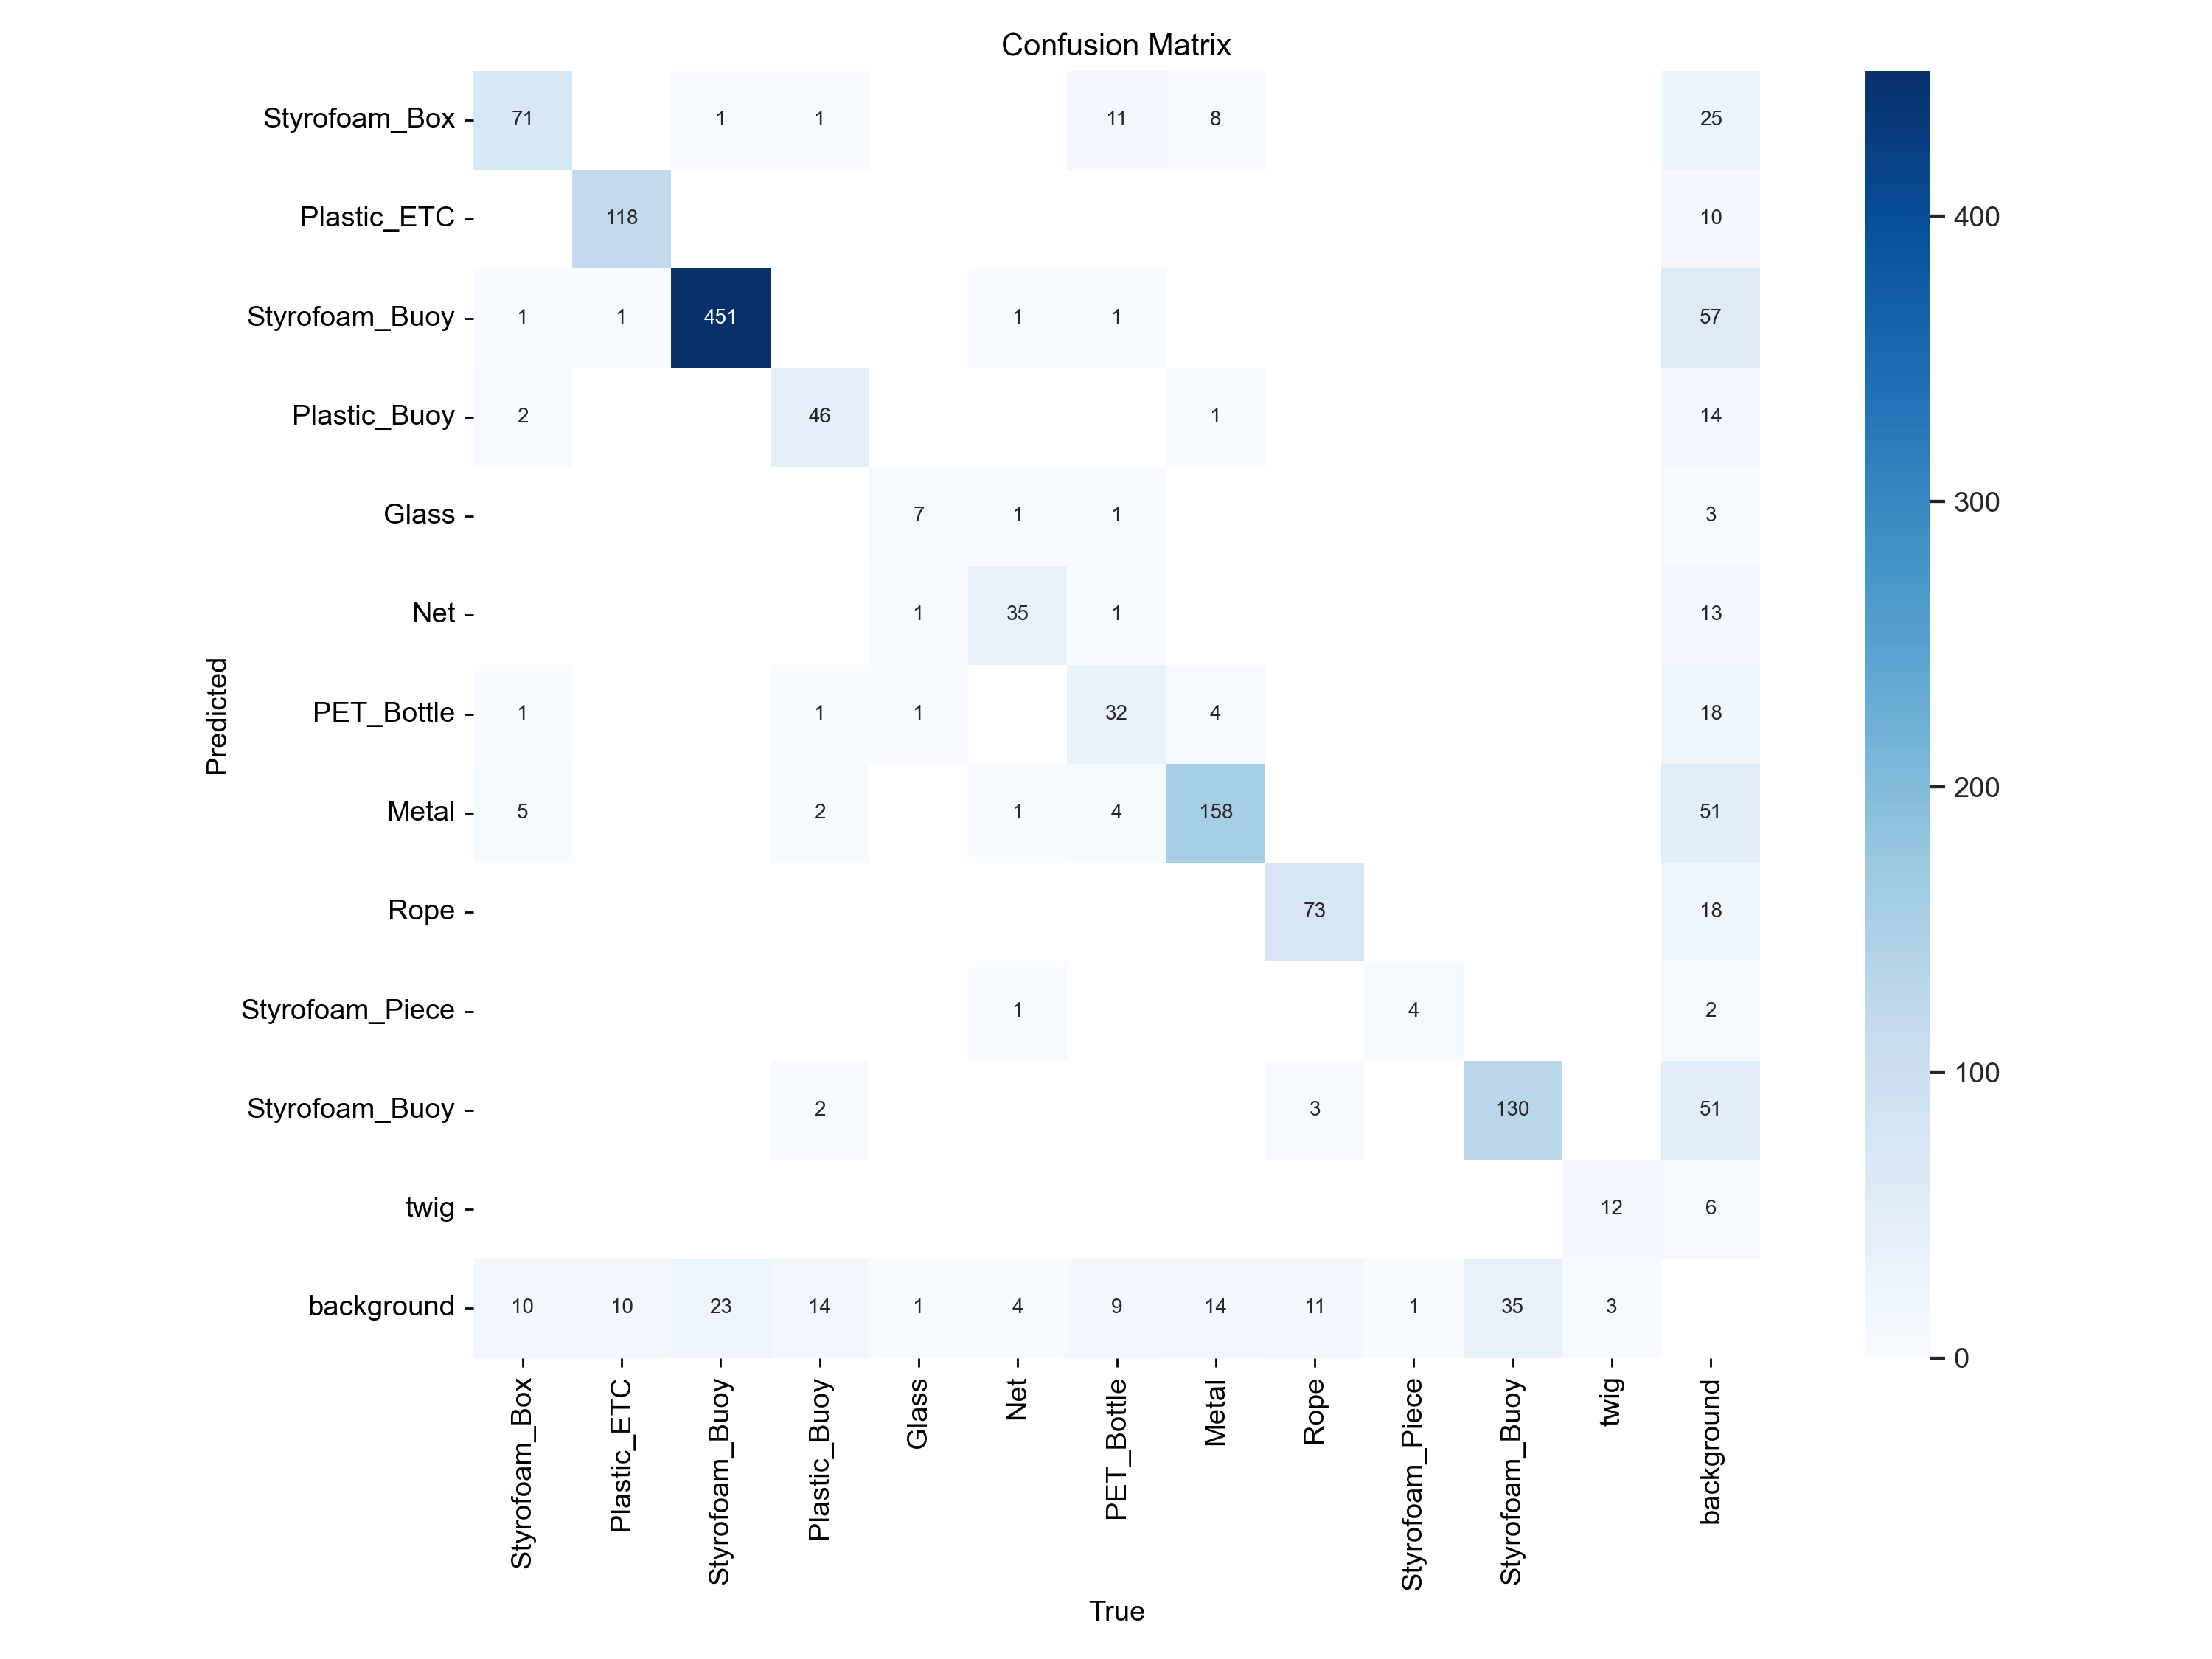 Confusion Matrix
Styrofoam_Box 71 1 1 11 8 25
Plastic_ETC 118 10 400
Styrofoam_Buoy 1 1 451 1 1 57
Plastic_Buoy 2 46 1 14
Glass 7 1 1 3 300
Net 1 35 1 13
Predicted
PET_Bottle 1 1 1 32 4 18
Metal 5 2 1 4 158 51 200
Rope 73 18
Styrofoam_Piece 1 4 2
Styrofoam_Buoy 2 3 130 51 100
twig 12 6
background 10 10 23 14 1 4 9 14 11 1 35 3 0
Styrofoam_Box Plastic_ETC Styrofoam_Buoy Plastic_Buoy Glass Net PET_Bottle Metal Rope Styrofoam_Piece Styrofoam_Buoy twig background
True